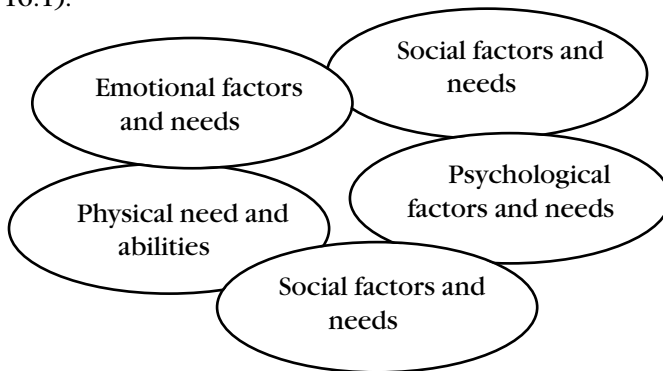 16.1).
Social factors and
needs
Emotional factors
and needs
Psychological
factors and needs
Physical need and
abilities
Social factors and
needs